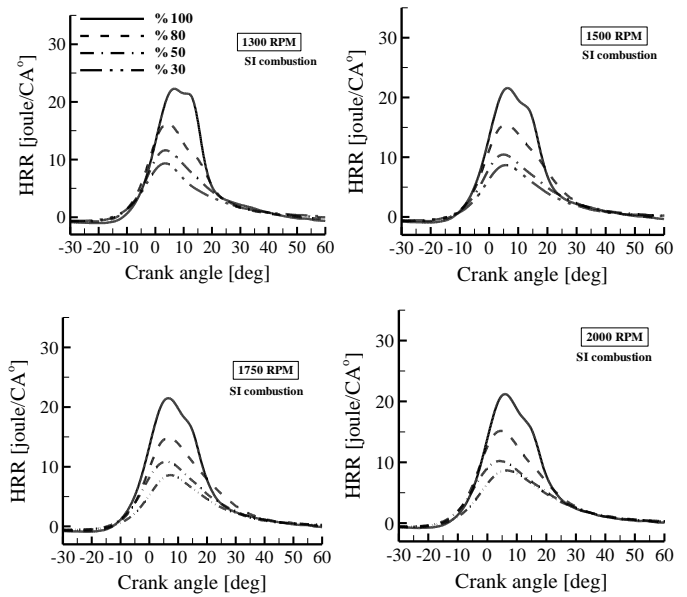 % 100
% 80
% 50
% 30
1300 RPM
SI combustion
HRR [joule/CA°]
30
20
10
0
-30 -20 -10 0 10 20 30 40 50 60
Crank angle [deg]
1500 RPM
SI combustion
HRR [joule/CA°]
30
20
10
0
-30 -20 -10 0 10 20 30 40 50 60
Crank angle [deg]
1750 RPM
SI combustion
HRR [joule/CA°]
30
20
10
0
-30 -20 -10 0 10 20 30 40 50 60
Crank angle [deg]
2000 RPM
SI combustion
HRR [joule/CA°]
30
20
10
0
-30 -20 -10 0 10 20 30 40 50 60
Crank angle [deg]